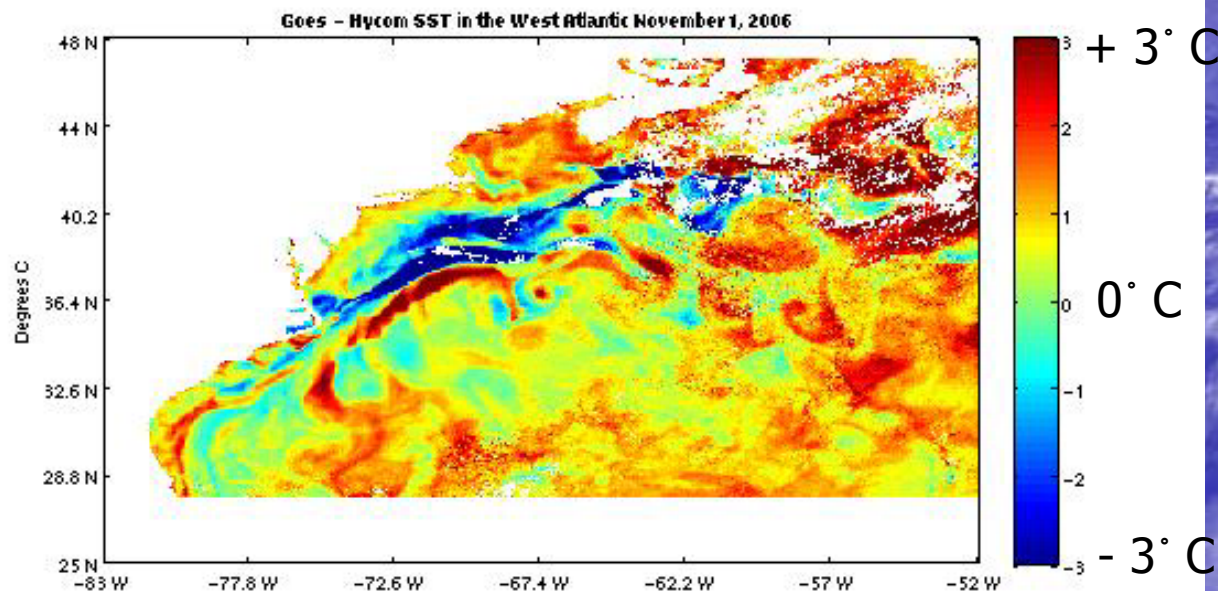 Goes - Hycom SST in the West Atlantic November 1, 2006
48 N
44 N
40.2
36.4 N
32.6 N
28.8 N
25 N
Degrees C
-83 W
-77.8 W
-72.6 W
-67.4 W
-62.2 W
-57 W
-52 W
3
2
1
0
-1
-2
-3
+ 3° C
0° C
- 3° C